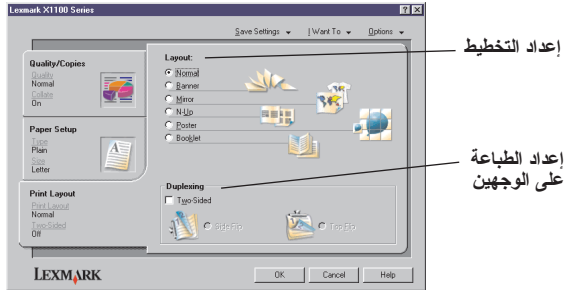 Lexmark X1100 Series
Save Settings I Want To Options
Quality/Copies
Quality
Normal
Collate
On
Paper Setup
Type
Plain
Size
Letter
Print Layout
Print Layout
Normal
Two-Sided
Off
Layout:
Normal
Banner
Mirror
N-Up
Poster
Booklet
Duplexing
Two-Sided
Side Flip Top Flip
LEXMARK
OK Cancel Help
إعداد التخطيط
إعداد الطباعة
على الوجهين